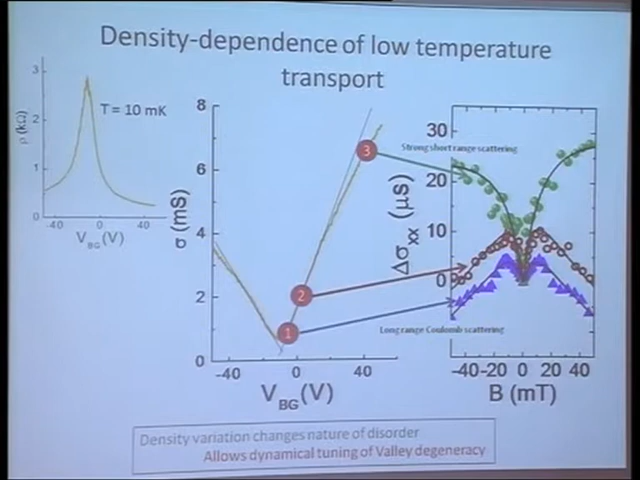 Density-dependence of low temperature
transport
3
2
1
0
ρ (kΩ)
T = 10 mK
-40 0 40
V_BG (V)
8
6
4
2
0
σ (mS)
3
2
1
-40 0 40
V_BG (V)
30
20
10
0
Δσ_xx (μS)
Strong short range scattering
Long range Coulomb scattering
-40 -20 0 20 40
B (mT)
Density variation changes nature of disorder
Allows dynamical tuning of Valley degeneracy